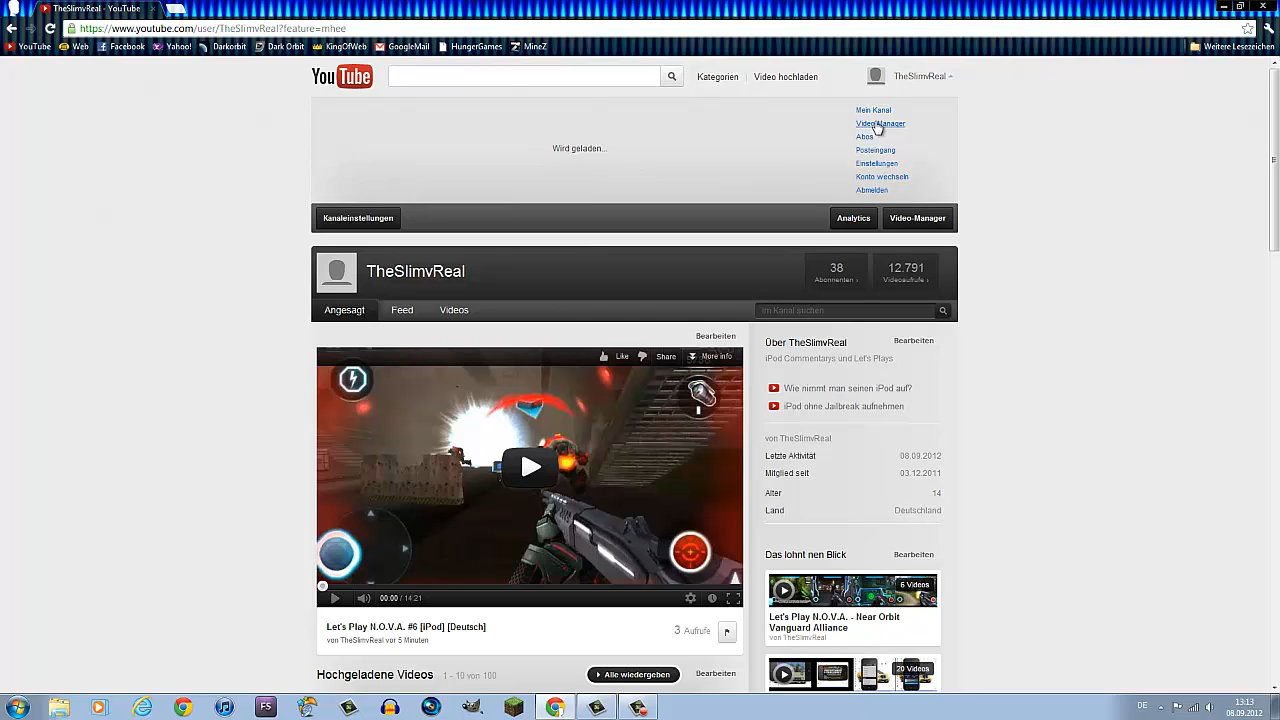 TheSlimvReal - YouTube
https://www.youtube.com/user/TheSlimvReal?feature=mhee
YouTube Web Facebook Yahoo! Darkorbit Dark Orbit KingOfWeb GoogleMail HungerGames MineZ Weitere Lesezeichen
YouTube Kategorien Video hochladen TheSlimvReal
Mein Kanal
Video-Manager
Abos
Wird geladen...
Posteingang
Einstellungen
Konto wechseln
Abmelden
Kanaleinstellungen Analytics Video-Manager
TheSlimvReal
38 12.791
Abonnenten › Videoaufrufe ›
Angesagt Feed Videos Im Kanal suchen
Bearbeiten
Like Share More info
00:00 / 14:21
Let's Play N.O.V.A. #6 [iPod] [Deutsch]
von TheSlimvReal vor 5 Minuten
3 Aufrufe
Hochgeladene Videos 1 - 10 von 100 Alle wiedergeben Bearbeiten
Über TheSlimvReal Bearbeiten
iPod Commentarys und Let's Plays
Wie nimmt man seinen iPod auf?
iPod ohne Jailbreak aufnehmen
von TheSlimvReal
Letzte Aktivität 08.09.2012
Mitglied seit 03.12.2011
Alter 14
Land Deutschland
Das lohnt nen Blick Bearbeiten
6 Videos
Let's Play N.O.V.A. - Near Orbit
Vanguard Alliance
von TheSlimvReal
20 Videos
FS
DE
13:13
08.09.2012